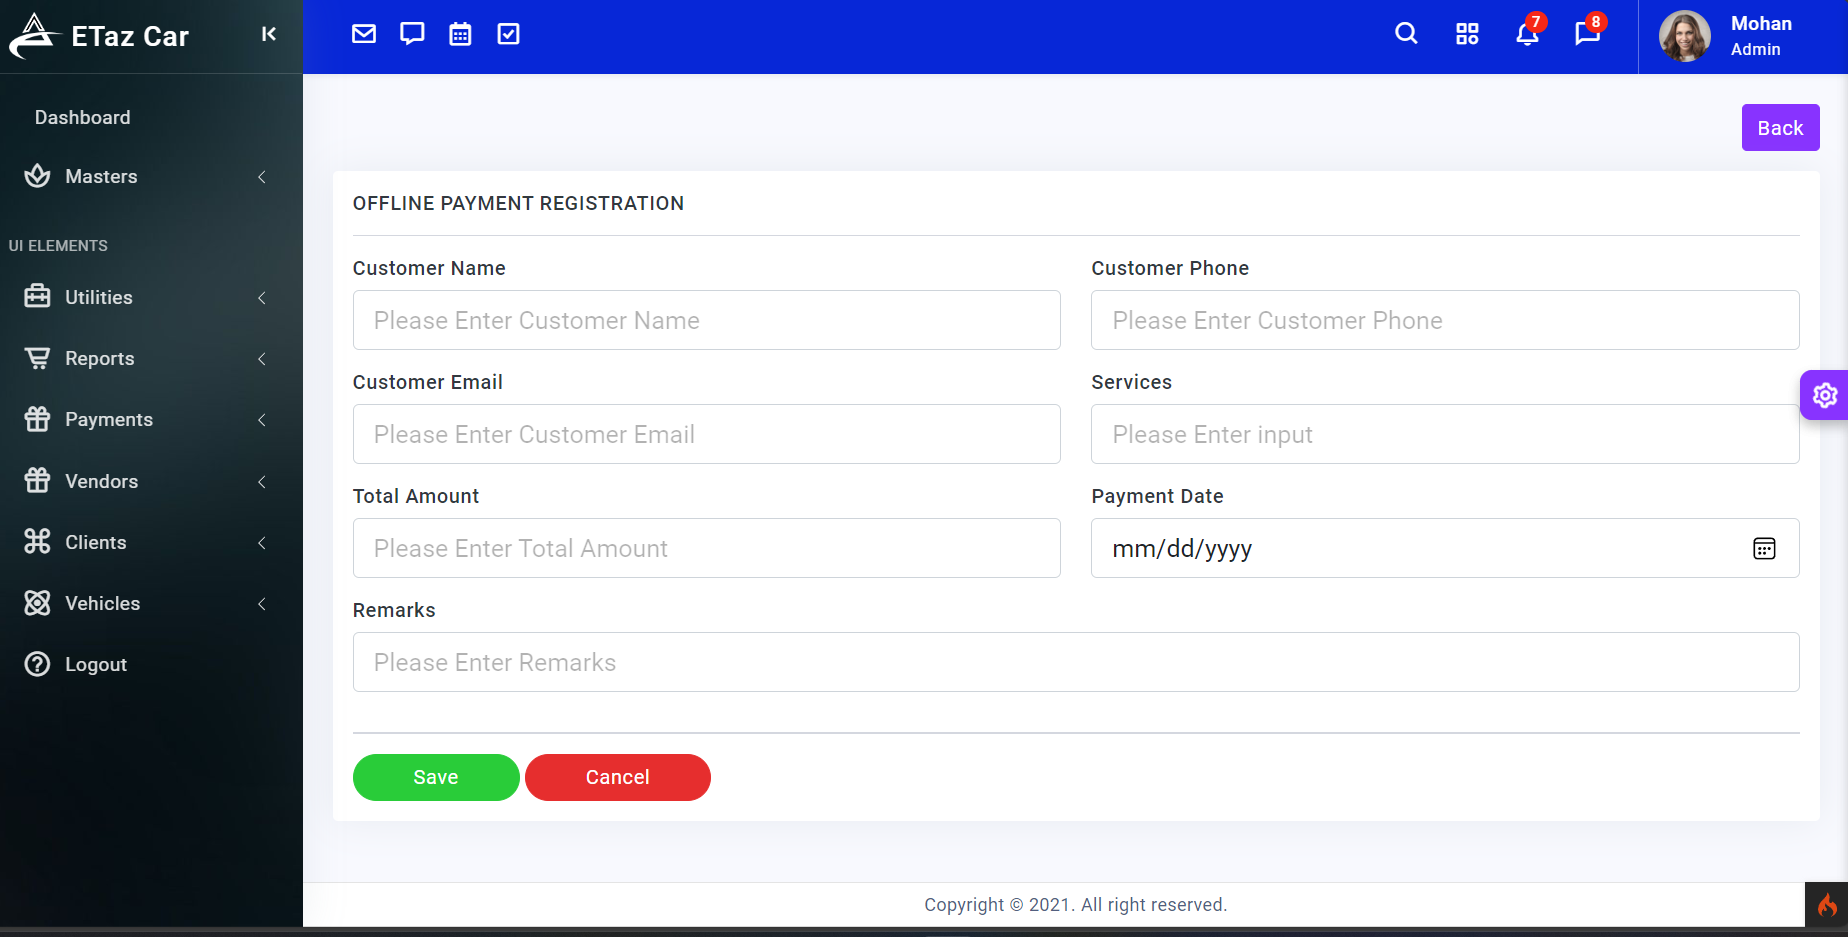 ETaz Car
7
8
Mohan
Admin
Dashboard
Masters
UI ELEMENTS
Utilities
Reports
Payments
Vendors
Clients
Vehicles
Logout
Back
OFFLINE PAYMENT REGISTRATION
Customer Name
Customer Phone
Please Enter Customer Name
Please Enter Customer Phone
Customer Email
Services
Please Enter Customer Email
Please Enter input
Total Amount
Payment Date
Please Enter Total Amount
mm/dd/yyyy
Remarks
Please Enter Remarks
Save
Cancel
Copyright © 2021. All right reserved.